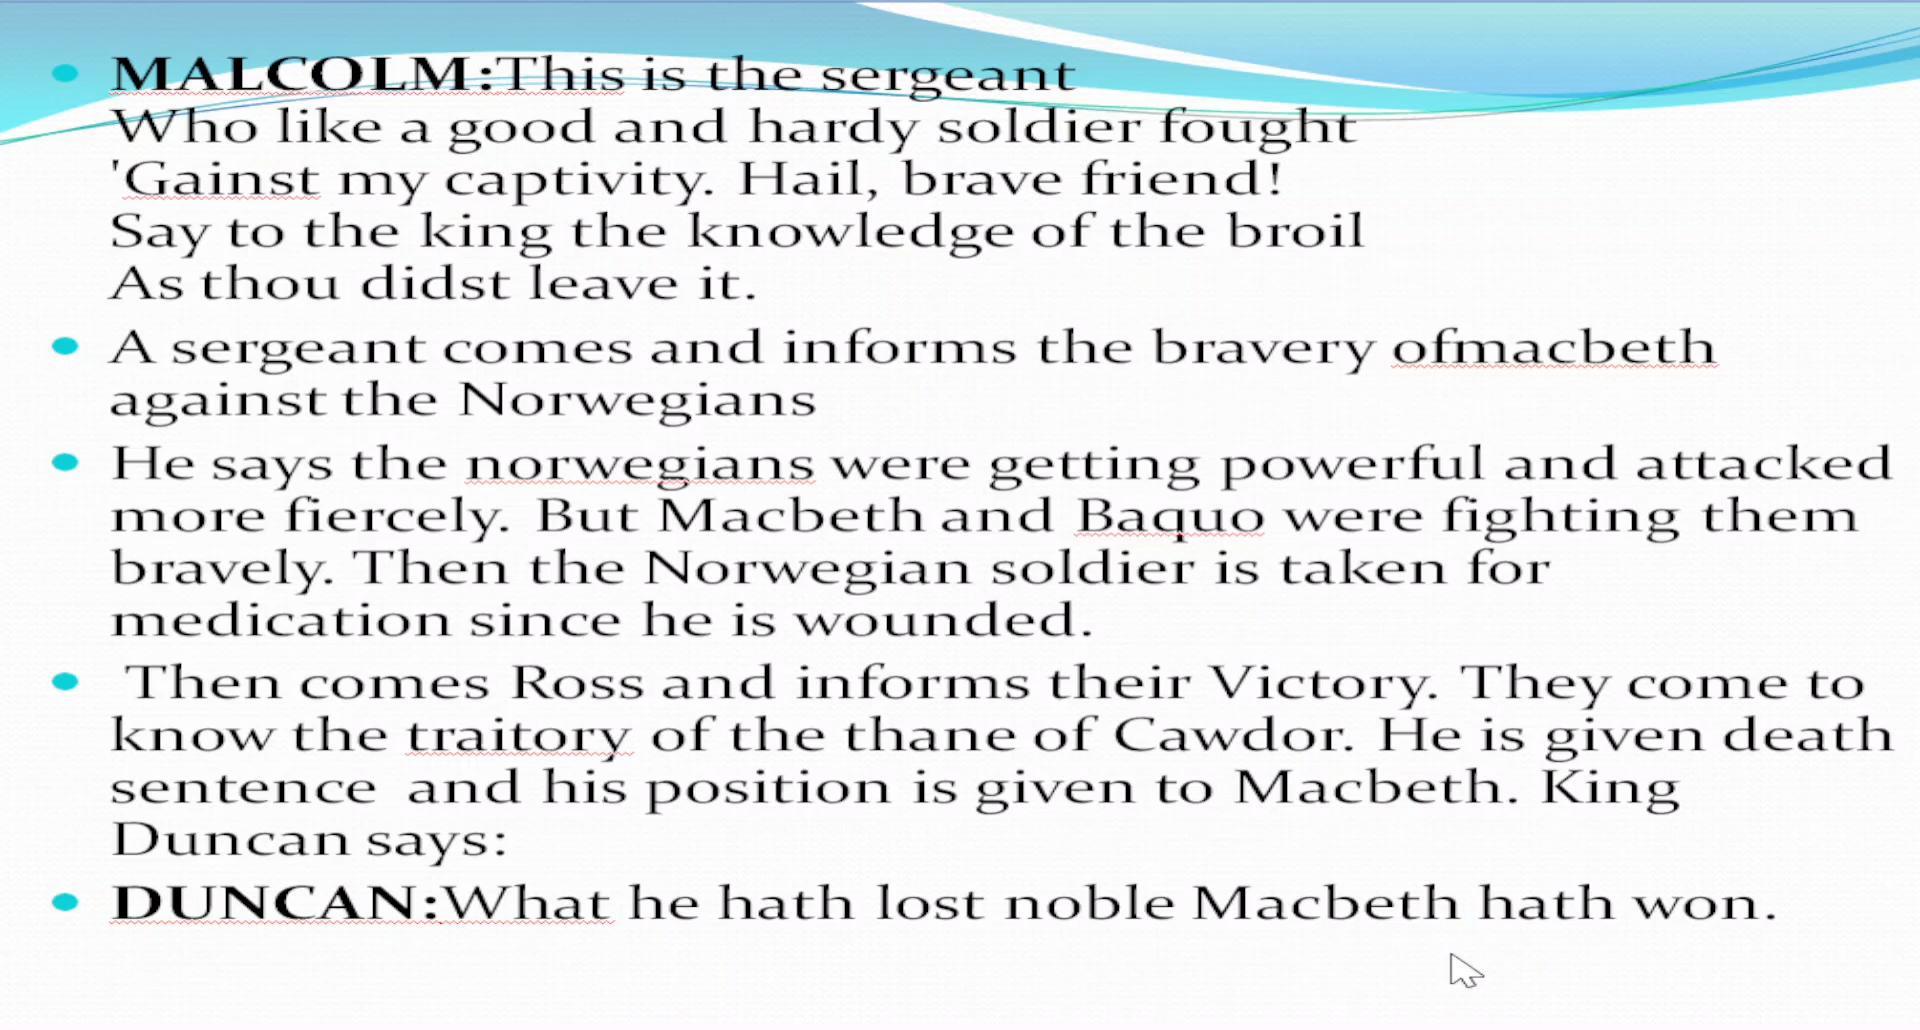 MALCOLM:This is the sergeant
Who like a good and hardy soldier fought
'Gainst my captivity. Hail, brave friend!
Say to the king the knowledge of the broil
As thou didst leave it.
A sergeant comes and informs the bravery ofmacbeth
against the Norwegians
He says the norwegians were getting powerful and attacked
more fiercely. But Macbeth and Baquo were fighting them
bravely. Then the Norwegian soldier is taken for
medication since he is wounded.
Then comes Ross and informs their Victory. They come to
know the traitory of the thane of Cawdor. He is given death
sentence and his position is given to Macbeth. King
Duncan says:
DUNCAN:What he hath lost noble Macbeth hath won.